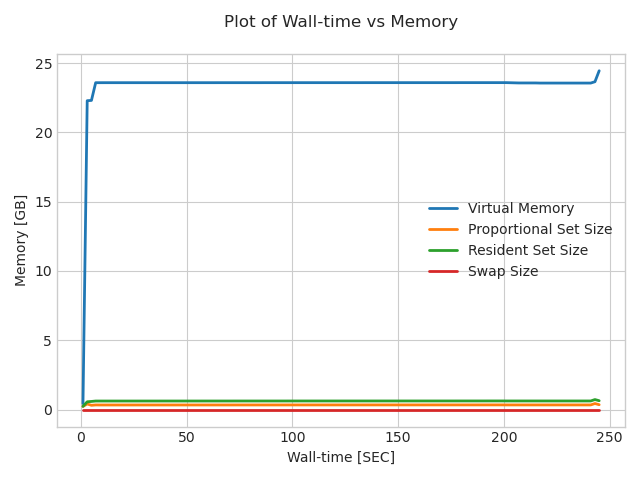 Plot of Wall-time vs Memory
25
20
15
10
5
0
Memory [GB]
Virtual Memory
Proportional Set Size
Resident Set Size
Swap Size
0 50 100 150 200 250
Wall-time [SEC]